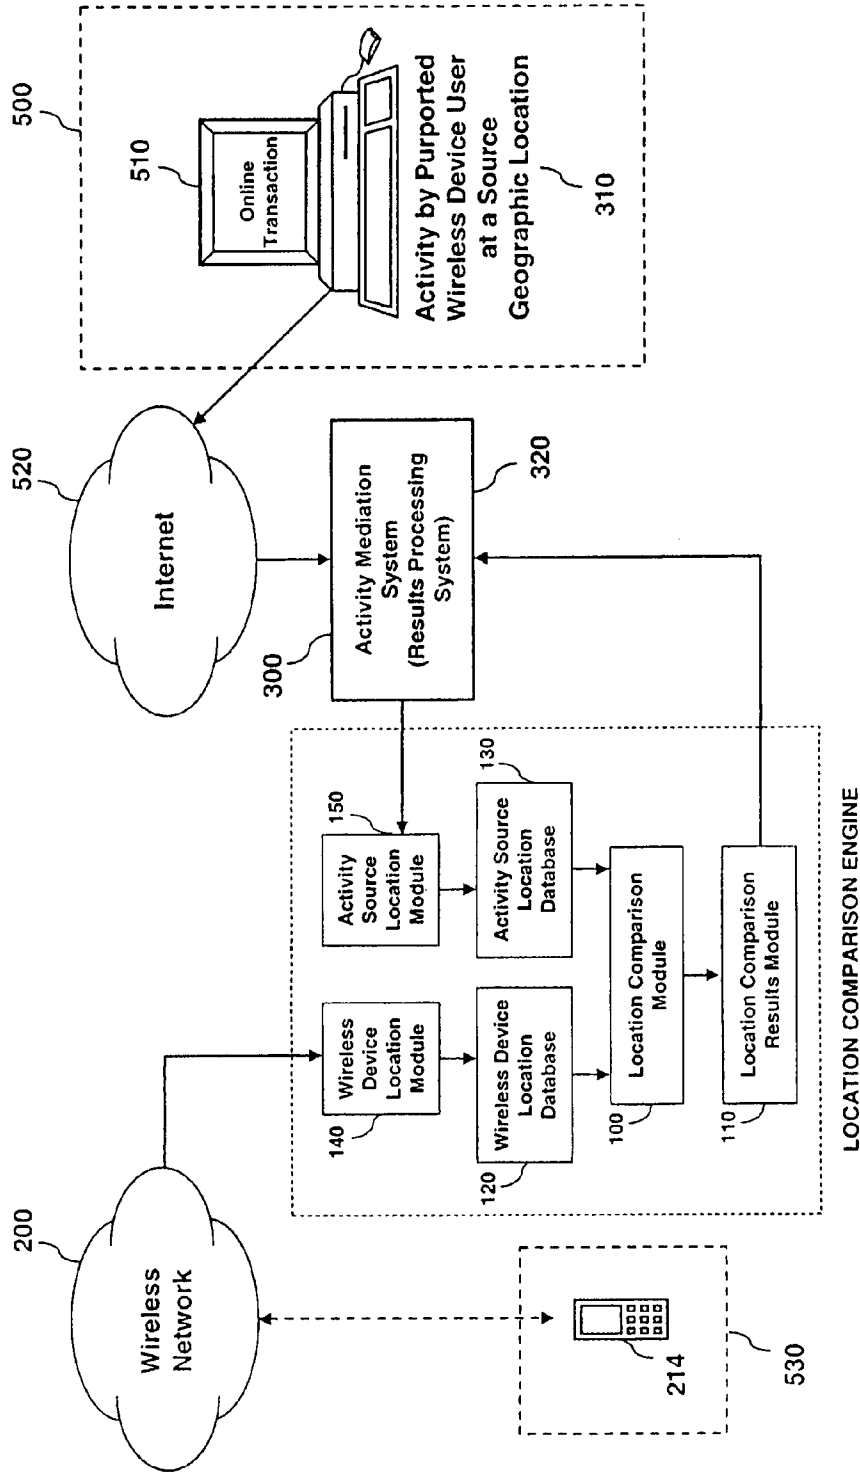 200
Wireless
Network
520
Internet
500
510
Online
Transaction
Activity by Purported
Wireless Device User
at a Source
Geographic Location
310
300
Activity Mediation
System
(Results Processing
System)
320
140
Wireless
Device
Location
Module
150
Activity
Source
Location
Module
120
Wireless Device
Location
Database
130
Activity Source
Location
Database
100
Location Comparison
Module
110
Location Comparison
Results Module
214
530
LOCATION COMPARISON ENGINE